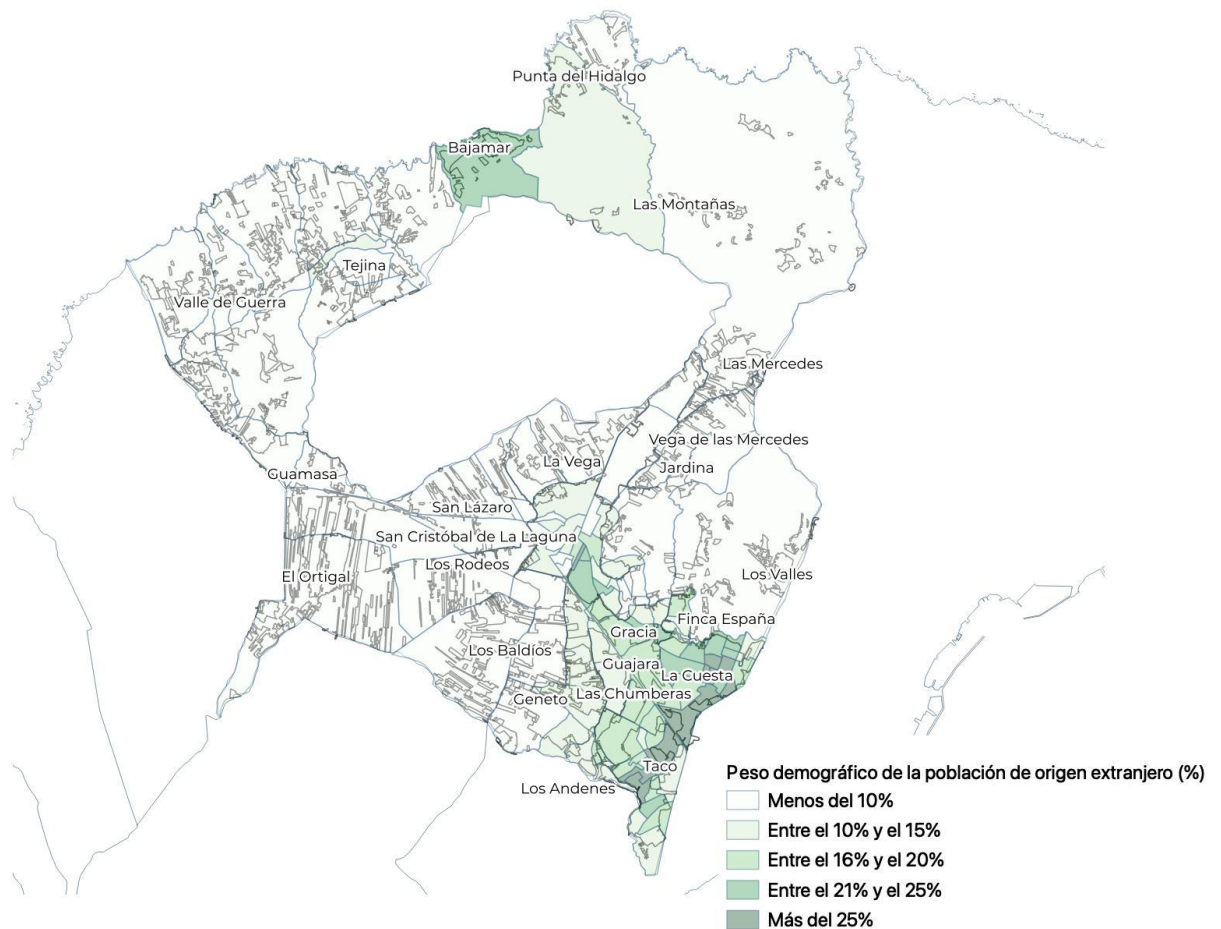 Punta del Hidalgo
Bajamar
Las Montañas
Tejina
Valle de Guerra
Las Mercedes
Vega de las Mercedes
La Vega
Jardina
Guamasa
San Lázaro
San Cristóbal de La Laguna
Los Rodeos
El Ortigal
Los Valles
Finca España
Gracia
Los Baldíos
Guajara
La Cuesta
Geneto
Las Chumberas
Taco
Los Andenes
Peso demográfico de la población de origen extranjero (%)
Menos del 10%
Entre el 10% y el 15%
Entre el 16% y el 20%
Entre el 21% y el 25%
Más del 25%